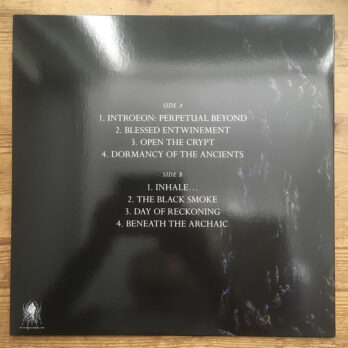 SIDE A
1. INTROEON: PERPETUAL BEYOND
2. BLESSED ENTWINEMENT
3. OPEN THE CRYPT
4. DORMANCY OF THE ANCIENTS
SIDE B
1. INHALE...
2. THE BLACK SMOKE
3. DAY OF RECKONING
4. BENEATH THE ARCHAIC